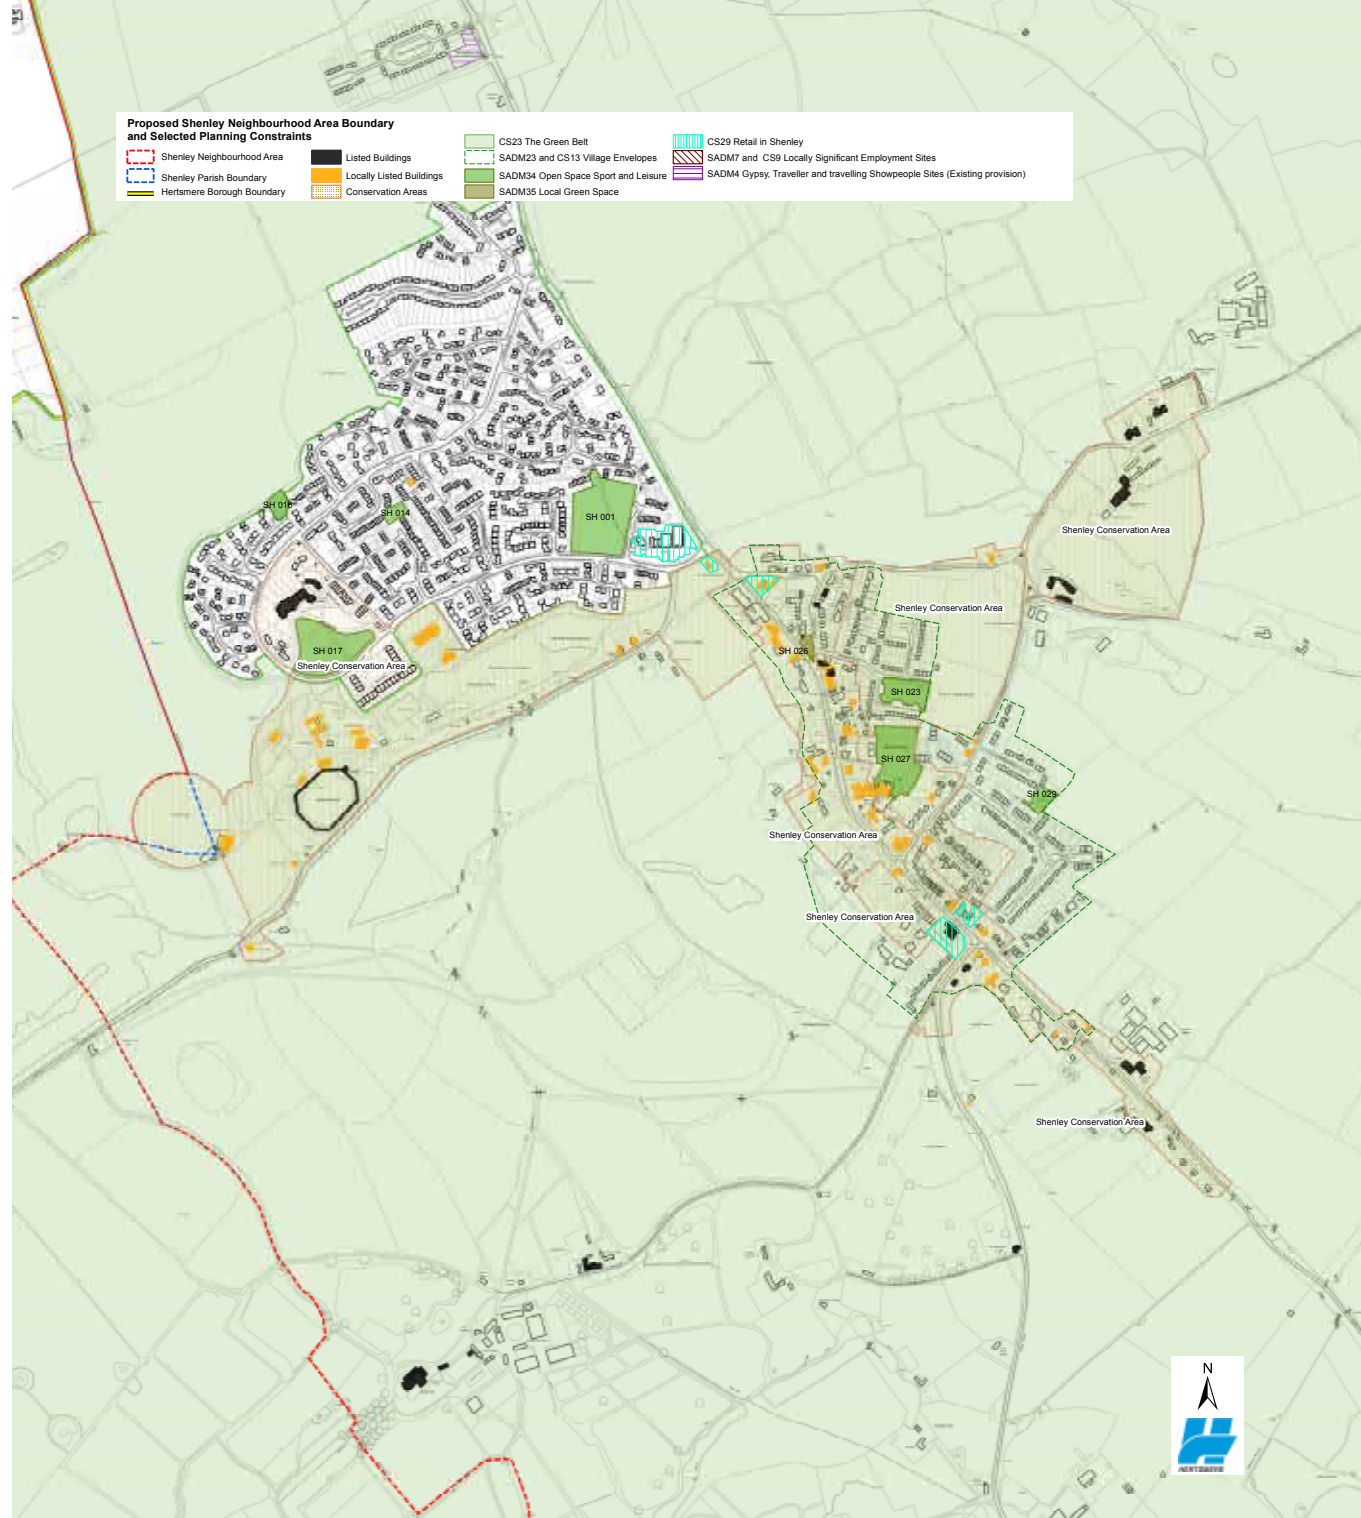 Proposed Shenley Neighbourhood Area Boundary
and Selected Planning Constraints
Shenley Neighbourhood Area
Shenley Parish Boundary
Hertsmere Borough Boundary
Listed Buildings
Locally Listed Buildings
Conservation Areas
CS23 The Green Belt
SADM23 and CS13 Village Envelopes
SADM34 Open Space Sport and Leisure
SADM35 Local Green Space
CS29 Retail in Shenley
SADM7 and CS9 Locally Significant Employment Sites
SADM4 Gypsy, Traveller and travelling Showpeople Sites (Existing provision)
SH 014
SH 001
Shenley Conservation Area
Shenley Conservation Area
SH 017
Shenley Conservation Area
SH 026
SH 023
SH 027
SH 029
Shenley Conservation Area
Shenley Conservation Area
Shenley Conservation Area
N
HERTSMERE